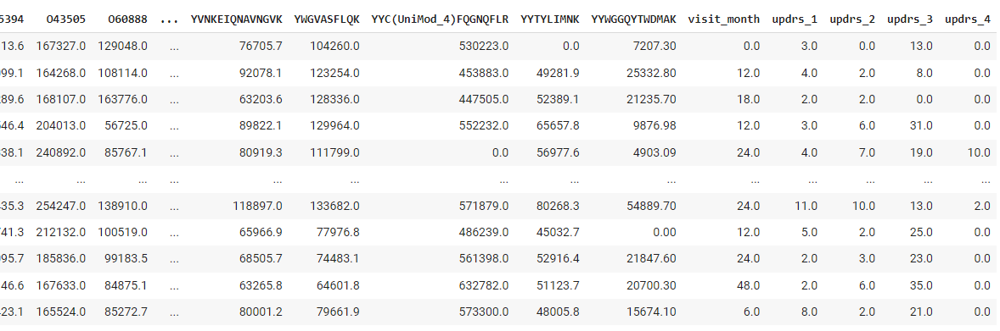 5394 O43505 O60888 ... YVNKEIQNAVNGVK YWGVASFLQK YYC(UniMod_4)FQGNQFLR YYTYLIMNK YYWGGQYTWDMAK visit_month updrs_1 updrs_2 updrs_3 updrs_4
13.6 167327.0 129048.0 ... 76705.7 104260.0 530223.0 0.0 7207.30 0.0 3.0 0.0 13.0 0.0
099.1 164268.0 108114.0 ... 92078.1 123254.0 453883.0 49281.9 25332.80 12.0 4.0 2.0 8.0 0.0
289.6 168107.0 163776.0 ... 63203.6 128336.0 447505.0 52389.1 21235.70 18.0 2.0 2.0 0.0 0.0
546.4 204013.0 56725.0 ... 89822.1 129964.0 552232.0 65657.8 9876.98 12.0 3.0 6.0 31.0 0.0
338.1 240892.0 85767.1 ... 80919.3 111799.0 0.0 56977.6 4903.09 24.0 4.0 7.0 19.0 10.0
... ... ... ... ... ... ... ... ... ... ... ... ... ...
435.3 254247.0 138910.0 ... 118897.0 133682.0 571879.0 80268.3 54889.70 24.0 11.0 10.0 13.0 2.0
741.3 212132.0 100519.0 ... 65966.9 77976.8 486239.0 45032.7 0.00 12.0 5.0 2.0 25.0 0.0
095.7 185836.0 99183.5 ... 68505.7 74483.1 561398.0 52916.4 21847.60 24.0 2.0 3.0 23.0 0.0
146.6 167633.0 84875.1 ... 63265.8 64601.8 632782.0 51123.7 20700.30 48.0 2.0 6.0 35.0 0.0
423.1 165524.0 85272.7 ... 80001.2 79661.9 573300.0 48005.8 15674.10 6.0 8.0 2.0 21.0 0.0